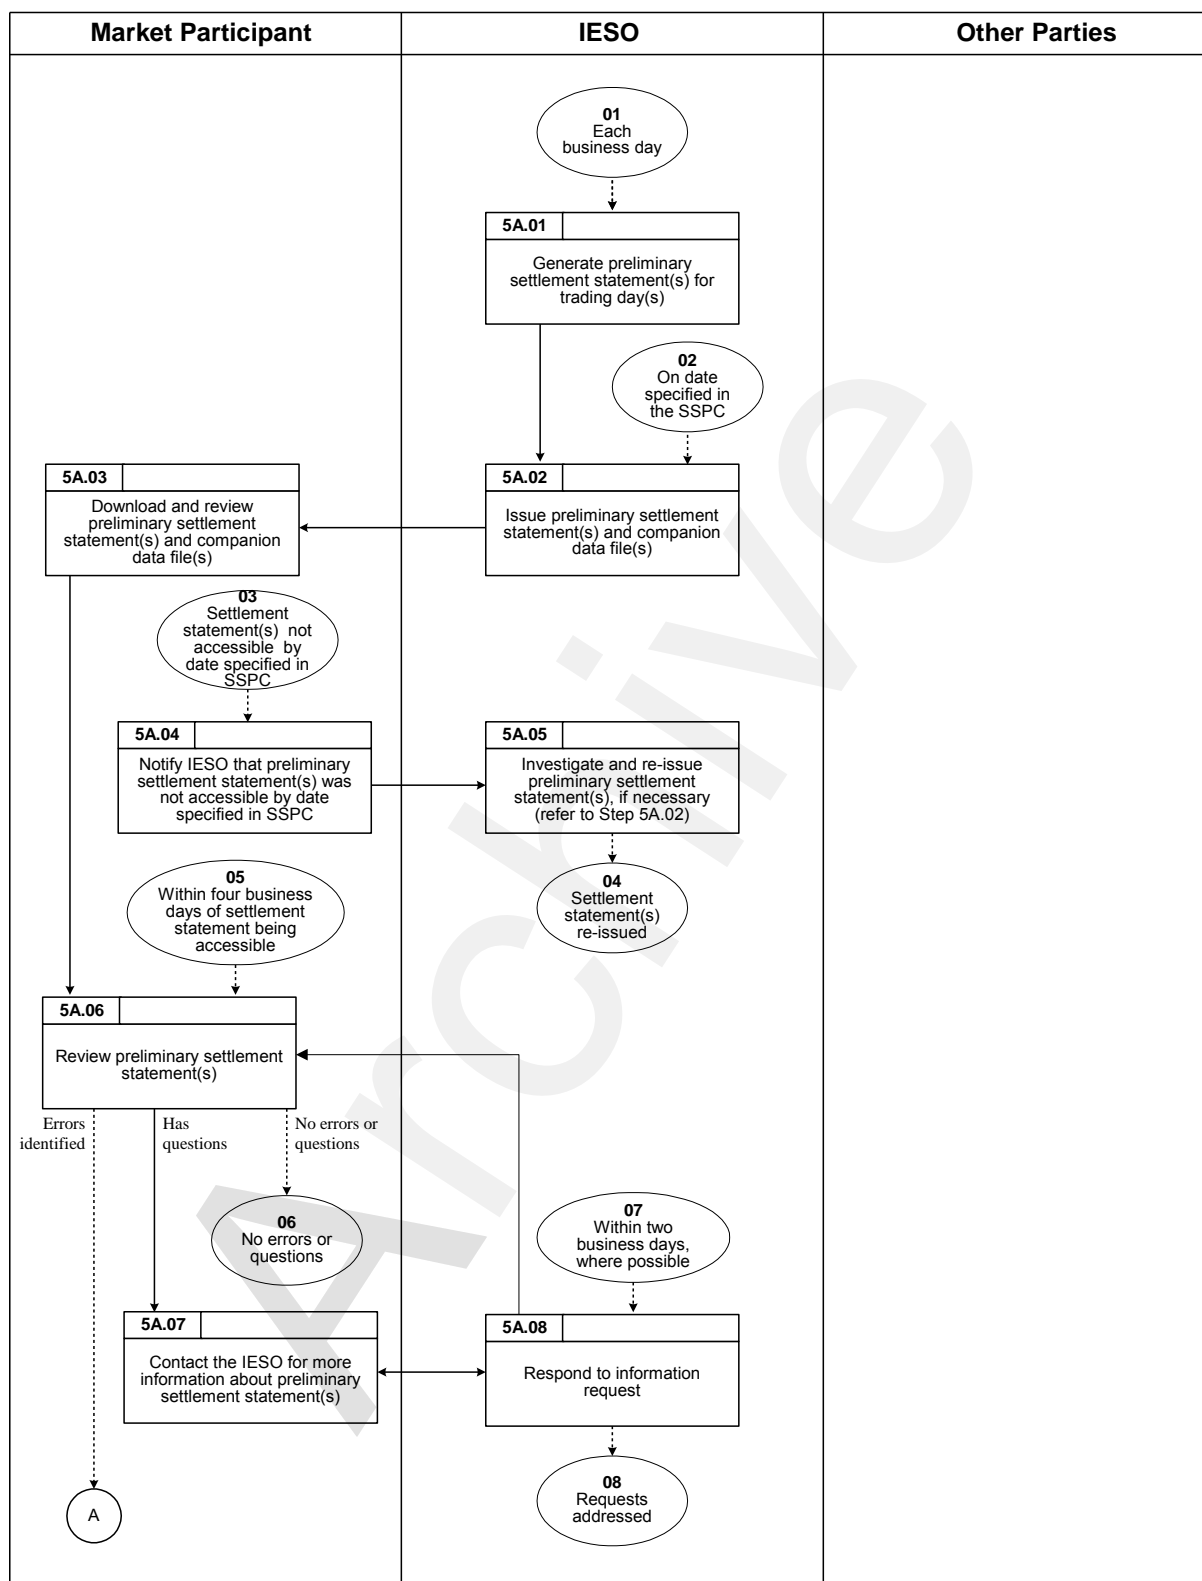 Market Participant
IESO
Other Parties
01
Each
business day
5A.01
Generate preliminary
settlement statement(s) for
trading day(s)
02
On date
specified in
the SSPC
5A.03
Download and review
preliminary settlement
statement(s) and companion
data file(s)
5A.02
Issue preliminary settlement
statement(s) and companion
data file(s)
03
Settlement
statement(s) not
accessible by
date specified in
SSPC
5A.04
Notify IESO that preliminary
settlement statement(s) was
not accessible by date
specified in SSPC
5A.05
Investigate and re-issue
preliminary settlement
statement(s), if necessary
(refer to Step 5A.02)
05
Within four business
days of settlement
statement being
accessible
04
Settlement
statement(s)
re-issued
5A.06
Review preliminary settlement
statement(s)
Errors
identified
Has
questions
No errors or
questions
06
No errors or
questions
07
Within two
business days,
where possible
5A.07
Contact the IESO for more
information about preliminary
settlement statement(s)
5A.08
Respond to information
request
08
Requests
addressed
A
Archive